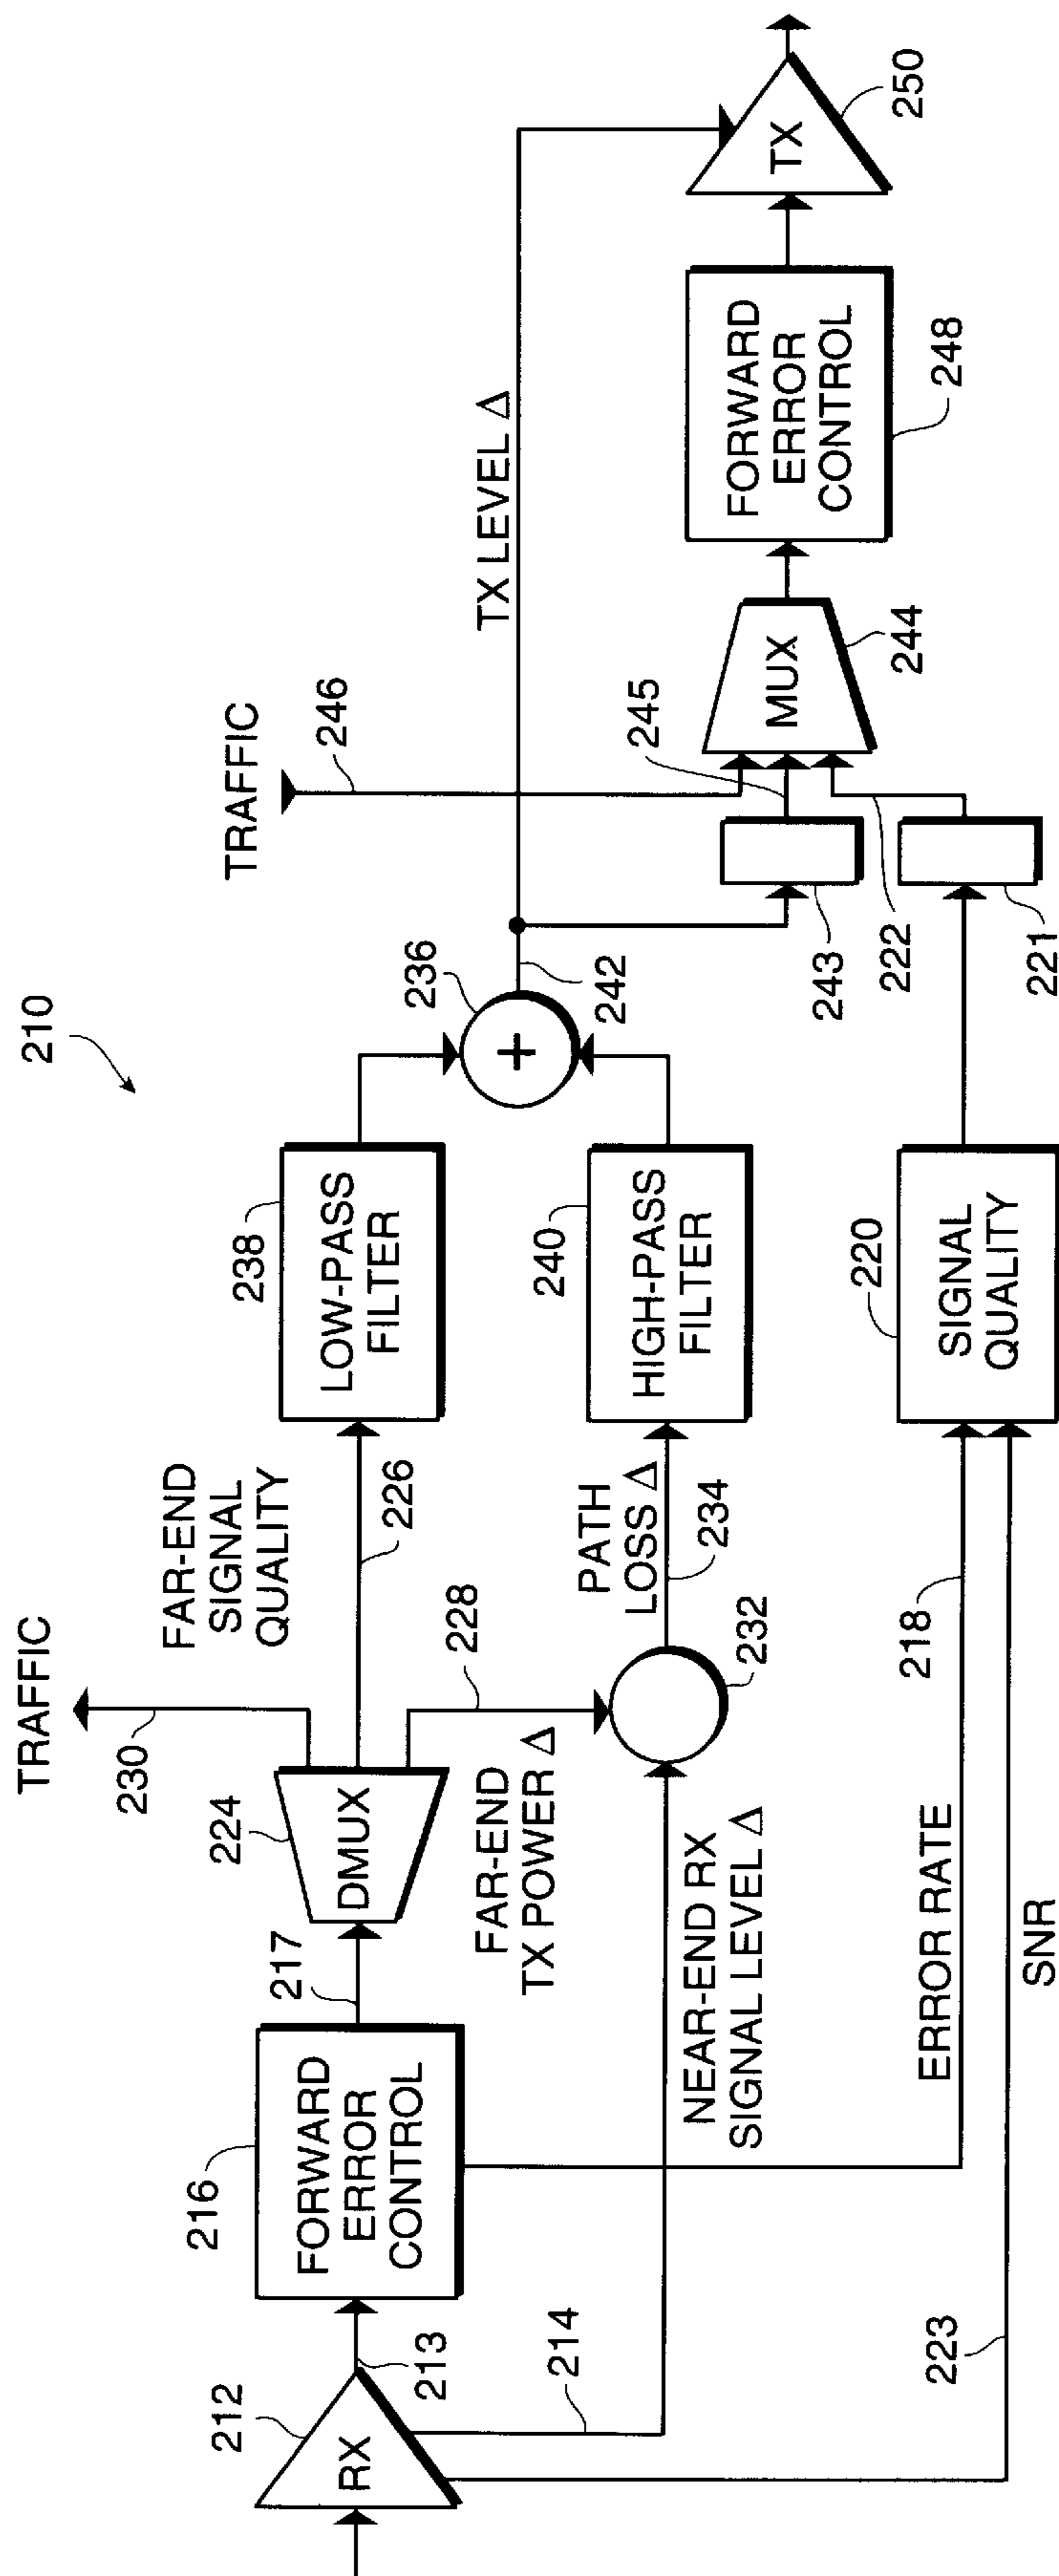 210
TRAFFIC
230
TRAFFIC
246
212
RX
213
214
216
FORWARD
ERROR
CONTROL
217
224
DMUX
FAR-END
SIGNAL
QUALITY
226
228
FAR-END
TX POWER Δ
NEAR-END RX
SIGNAL LEVEL Δ
232
PATH
LOSS Δ
234
238
LOW-PASS
FILTER
240
HIGH-PASS
FILTER
236
+
242
TX LEVEL Δ
223
ERROR RATE
218
SNR
220
SIGNAL
QUALITY
221
222
243
245
MUX
244
FORWARD
ERROR
CONTROL
248
TX
250